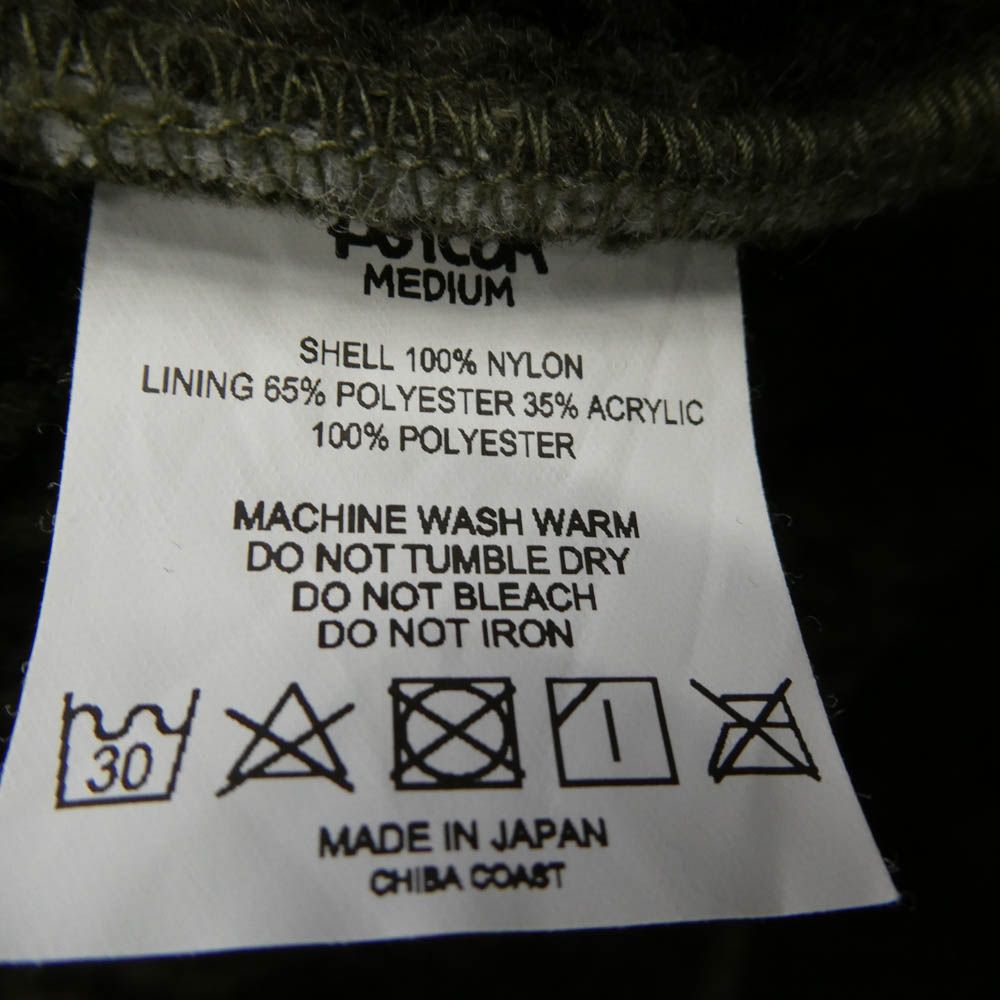 MEDIUM
SHELL 100% NYLON
LINING 65% POLYESTER 35% ACRYLIC
100% POLYESTER
MACHINE WASH WARM
DO NOT TUMBLE DRY
DO NOT BLEACH
DO NOT IRON
30
MADE IN JAPAN
CHIBA COAST